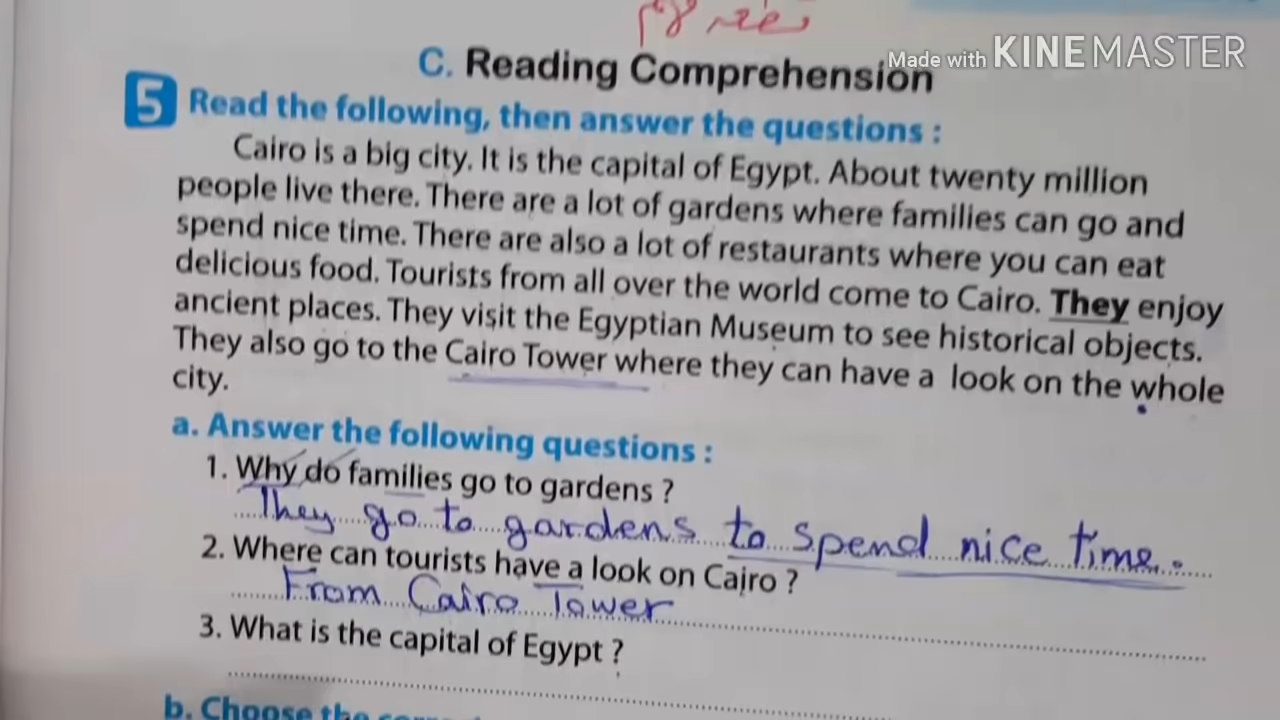 Made with KINEMASTER
C. Reading Comprehension
5 Read the following, then answer the questions :
Cairo is a big city. It is the capital of Egypt. About twenty million
people live there. There are a lot of gardens where families can go and
spend nice time. There are also a lot of restaurants where you can eat
delicious food. Tourists from all over the world come to Cairo. They enjoy
ancient places. They visit the Egyptian Museum to see historical objects.
They also go to the Cairo Tower where they can have a look on the whole
city.
a. Answer the following questions :
1. Why do families go to gardens ?
They go to gardens to spend nice time.
2. Where can tourists have a look on Cairo ?
From Cairo Tower
3. What is the capital of Egypt ?
b. Choose the